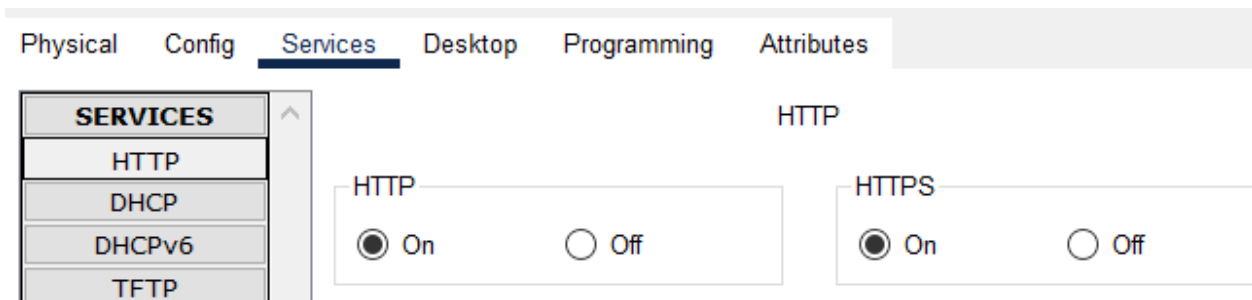 Physical Config Services Desktop Programming Attributes
SERVICES
HTTP
DHCP
DHCPv6
TFTP
HTTP
HTTP
On Off
HTTPS
On Off